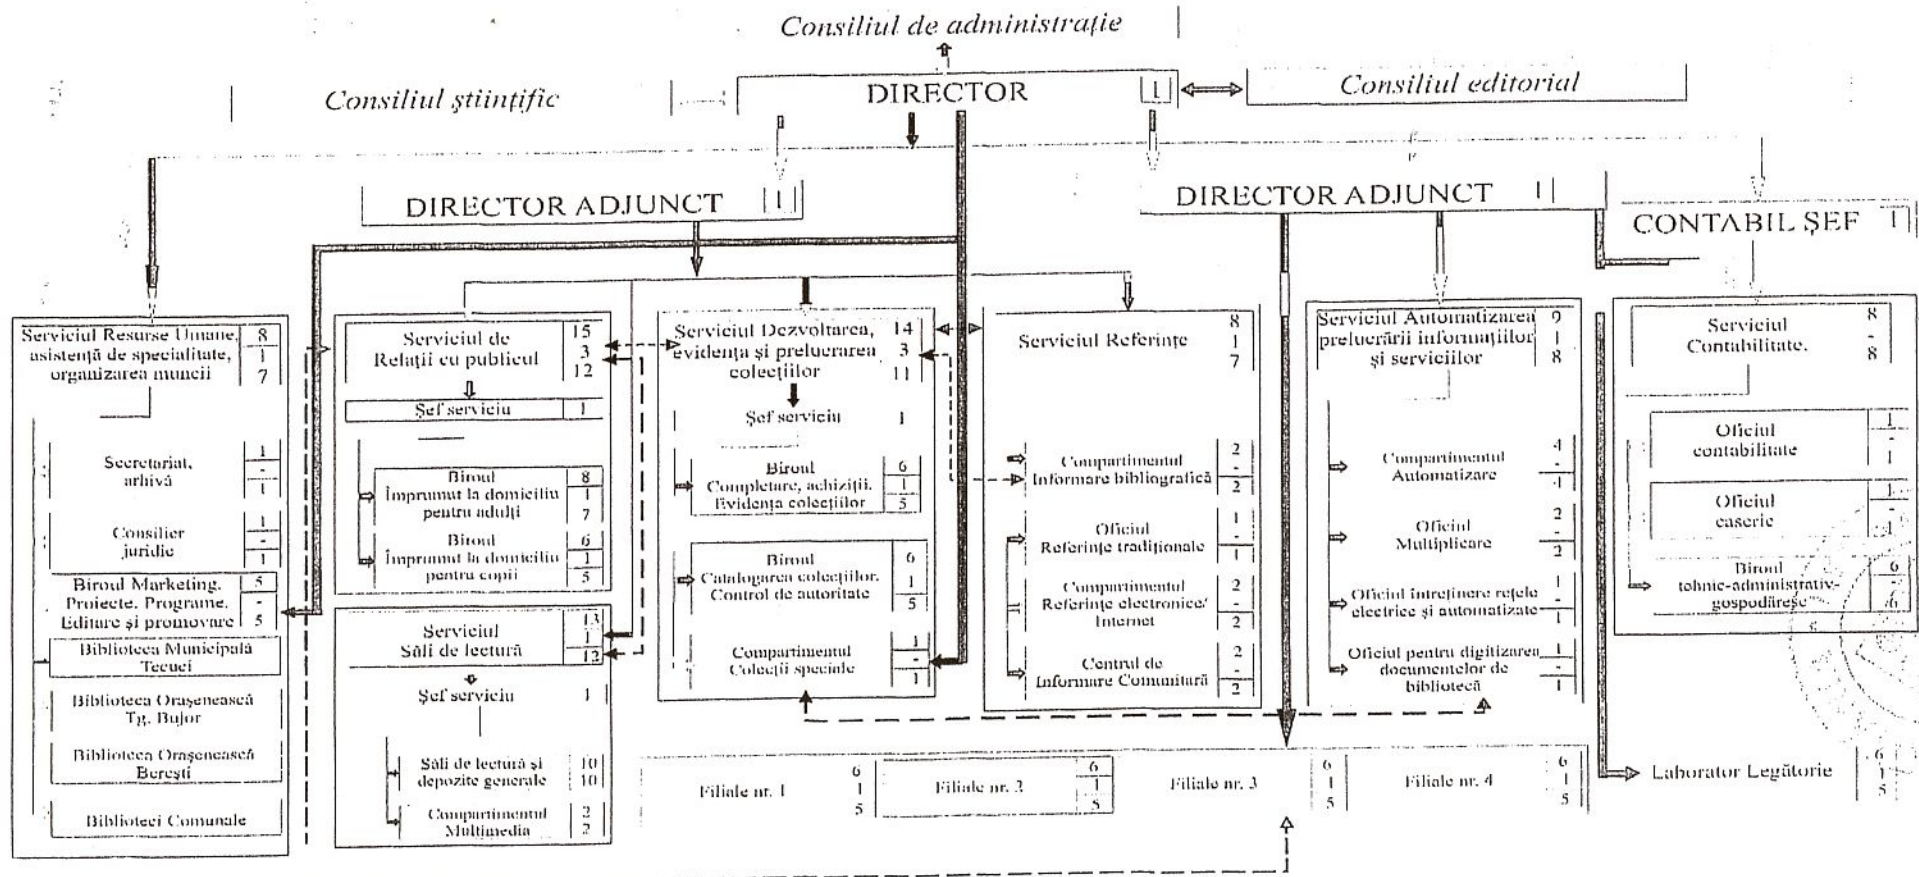 Consiliul de administrație
Consiliul științific
DIRECTOR 1
Consiliul editorial
DIRECTOR ADJUNCT 1
DIRECTOR ADJUNCT 1
CONTABIL ȘEF 1
Serviciul Resurse Umane, 8
asistență de specialitate, 1
organizarea muncii 7
Secretariat, 1
arhivă -
1
Consilier 1
juridic -
1
Biroul Marketing, 5
Proiecte, Programe, -
Editare și promovare 5
Biblioteca Municipală
Tecuci
Biblioteca Orașenească
Tg. Bujor
Biblioteca Orașenească
Berești
Biblioteci Comunale
Serviciul de 15
Relații cu publicul 3
12
Șef serviciu 1
Biroul 8
Împrumut la domiciliu 1
pentru adulți 7
Biroul 6
Împrumut la domiciliu 1
pentru copii 5
Serviciul 13
Săli de lectură 1
12
Șef serviciu 1
Săli de lectură și 10
depozite generale 10
Compartimentul 2
Multimedia 2
Serviciul Dezvoltarea, 14
evidența și prelucrarea 3
colecțiilor 11
Șef serviciu 1
Biroul 6
Completare, achiziții. 1
Evidența colecțiilor 5
Biroul 6
Catalogarea colecțiilor. 1
Control de autoritate 5
Compartimentul 1
Colecții speciale -
1
Serviciul Referințe 8
1
7
Compartimentul 2
Informare bibliografică -
2
Oficiul 1
Referințe tradiționale -
1
Compartimentul 2
Referințe electronice/ -
Internet 2
Centrul de 2
Informare Comunitară -
2
Serviciul Automatizarea 9
prelucrării informațiilor 1
și serviciilor 8
Compartimentul 4
Automatizare -
4
Oficiul 2
Multiplicare -
2
Oficiul întreținere rețele 1
electrice și automatizate -
1
Oficiul pentru digitizarea 1
documentelor de -
bibliotecă 1
Serviciul 8
Contabilitate. -
8
Oficiul 1
contabilitate -
1
Oficiul 1
caserie -
1
Biroul 6
tehnic-administrativ- -
gospodăresc 6
Filiale nr. 1 6
1
5
Filiale nr. 2 6
1
5
Filiale nr. 3 6
1
5
Filiale nr. 4 6
1
5
Laborator Legătorie 6
1
5